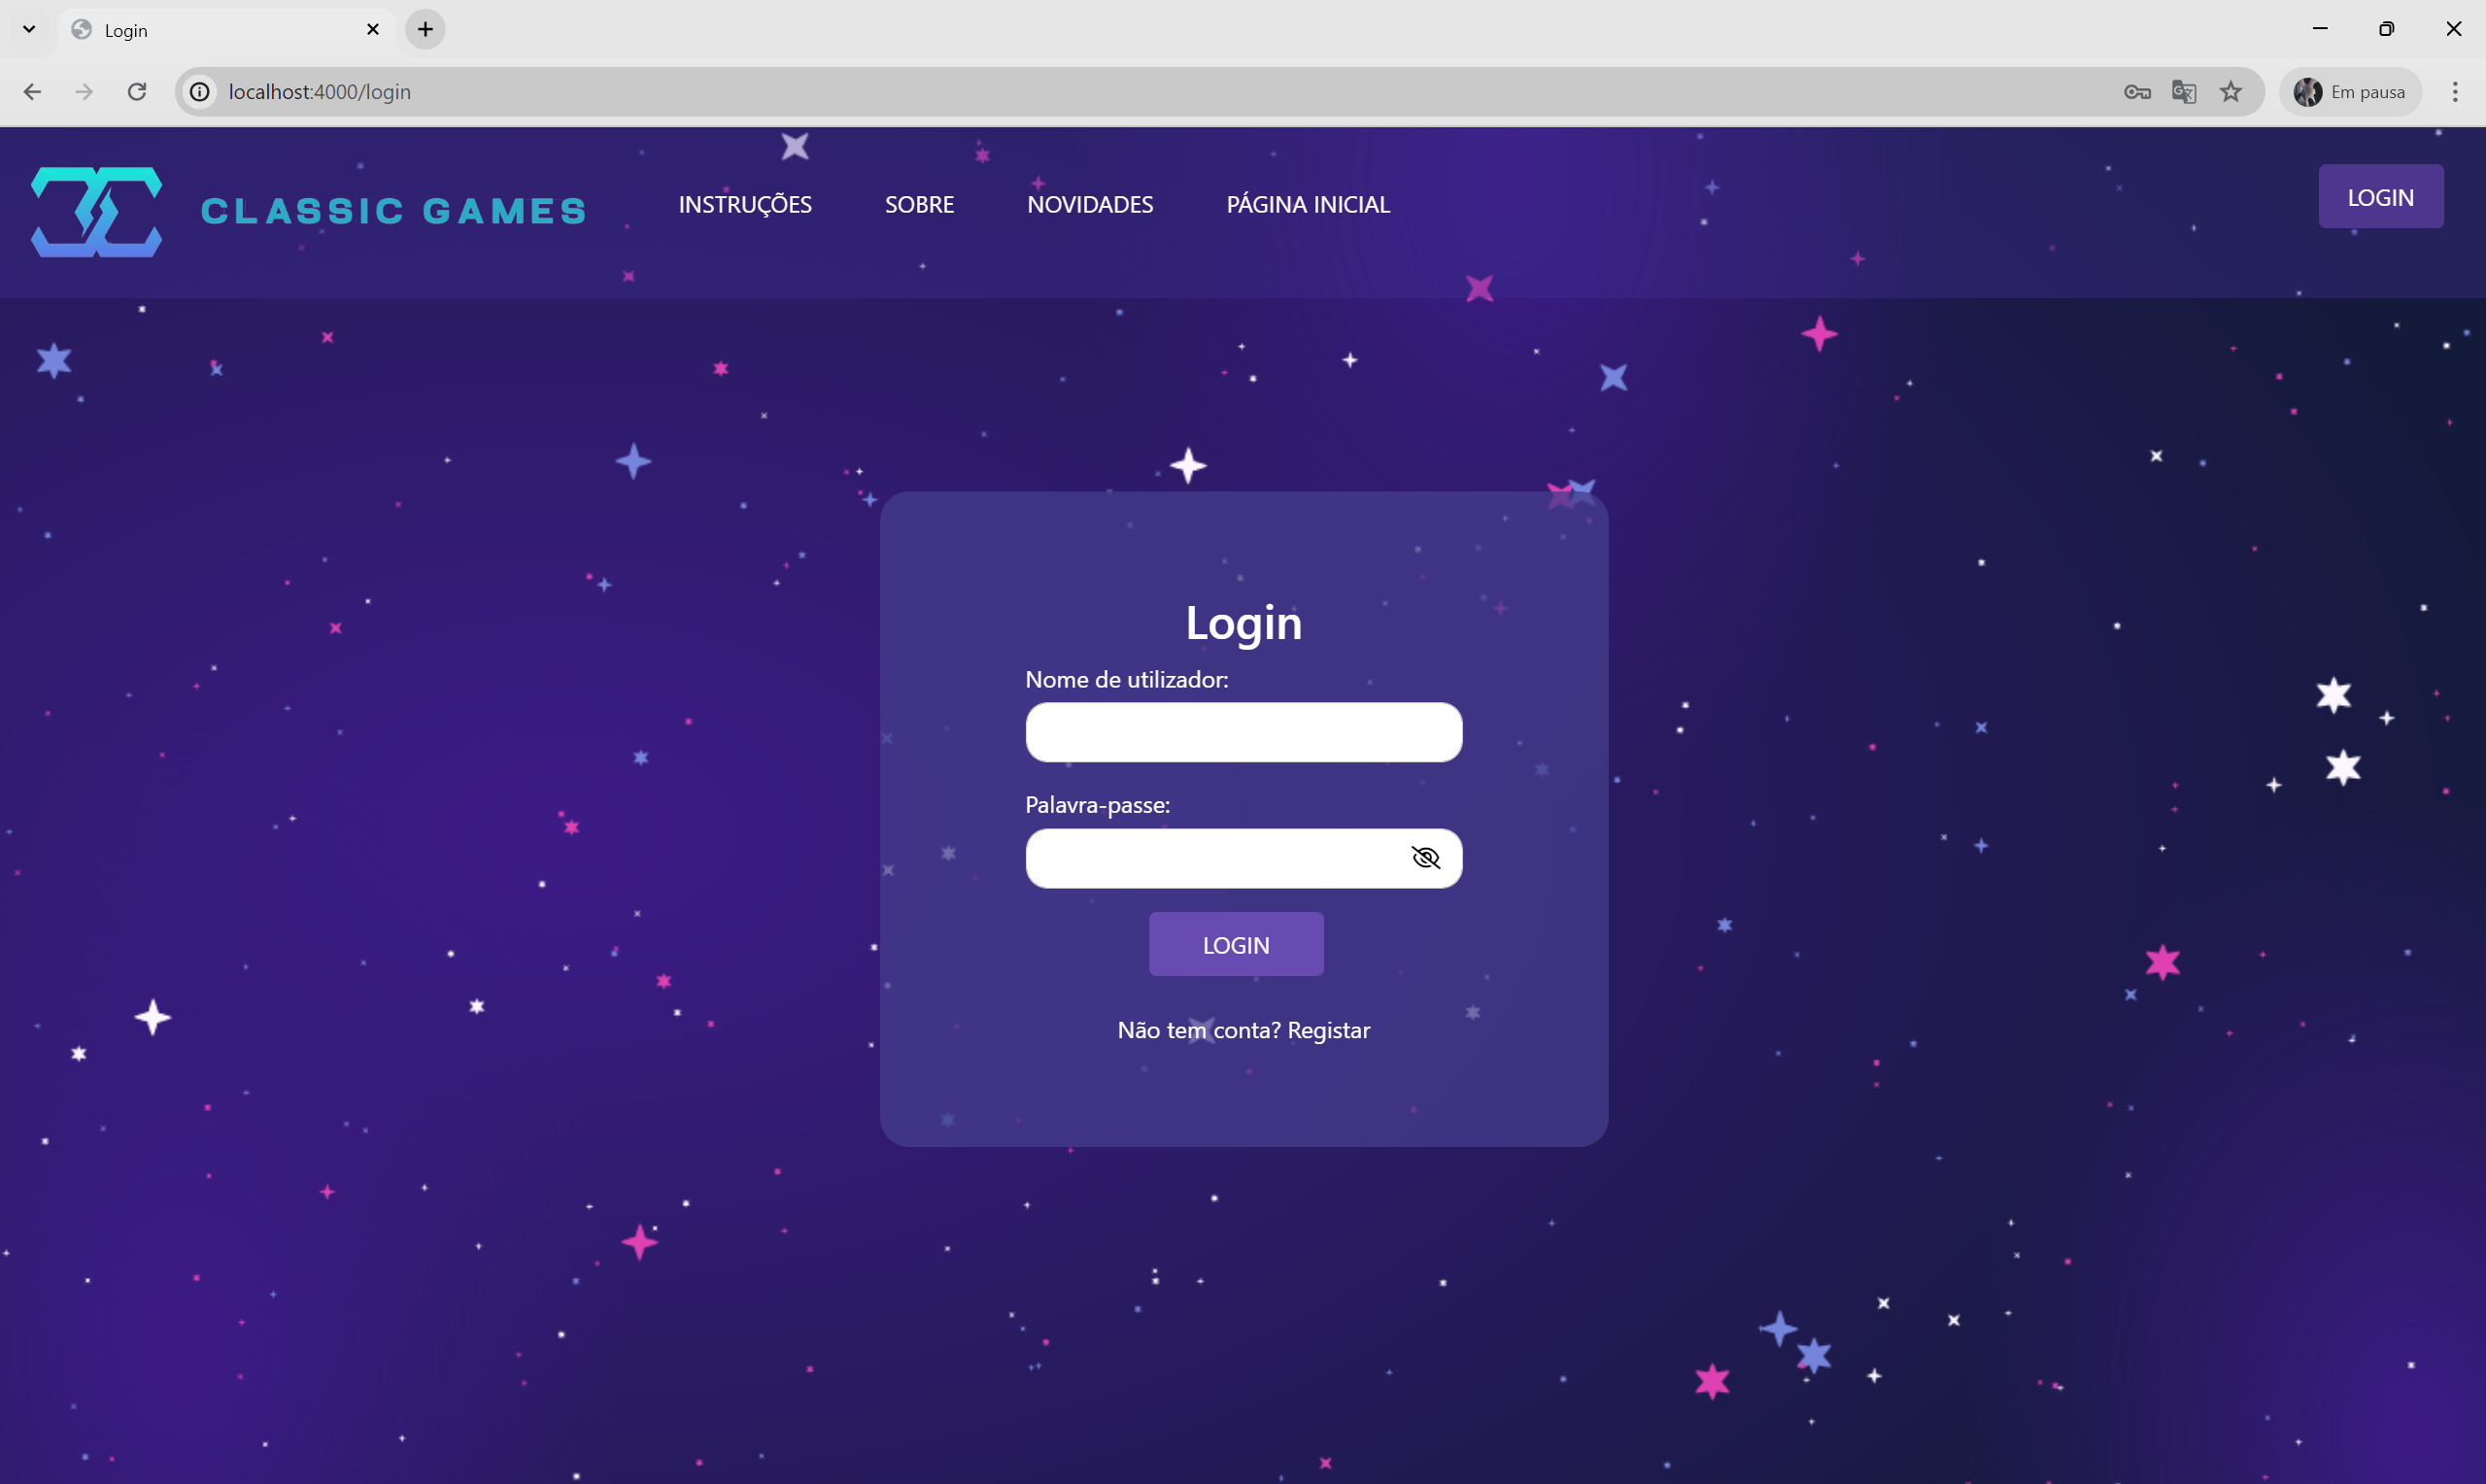 Login
localhost:4000/login
Em pausa
CLASSIC GAMES
INSTRUÇÕES
SOBRE
NOVIDADES
PÁGINA INICIAL
LOGIN
Login
Nome de utilizador:
Palavra-passe:
LOGIN
Não tem conta? Registar